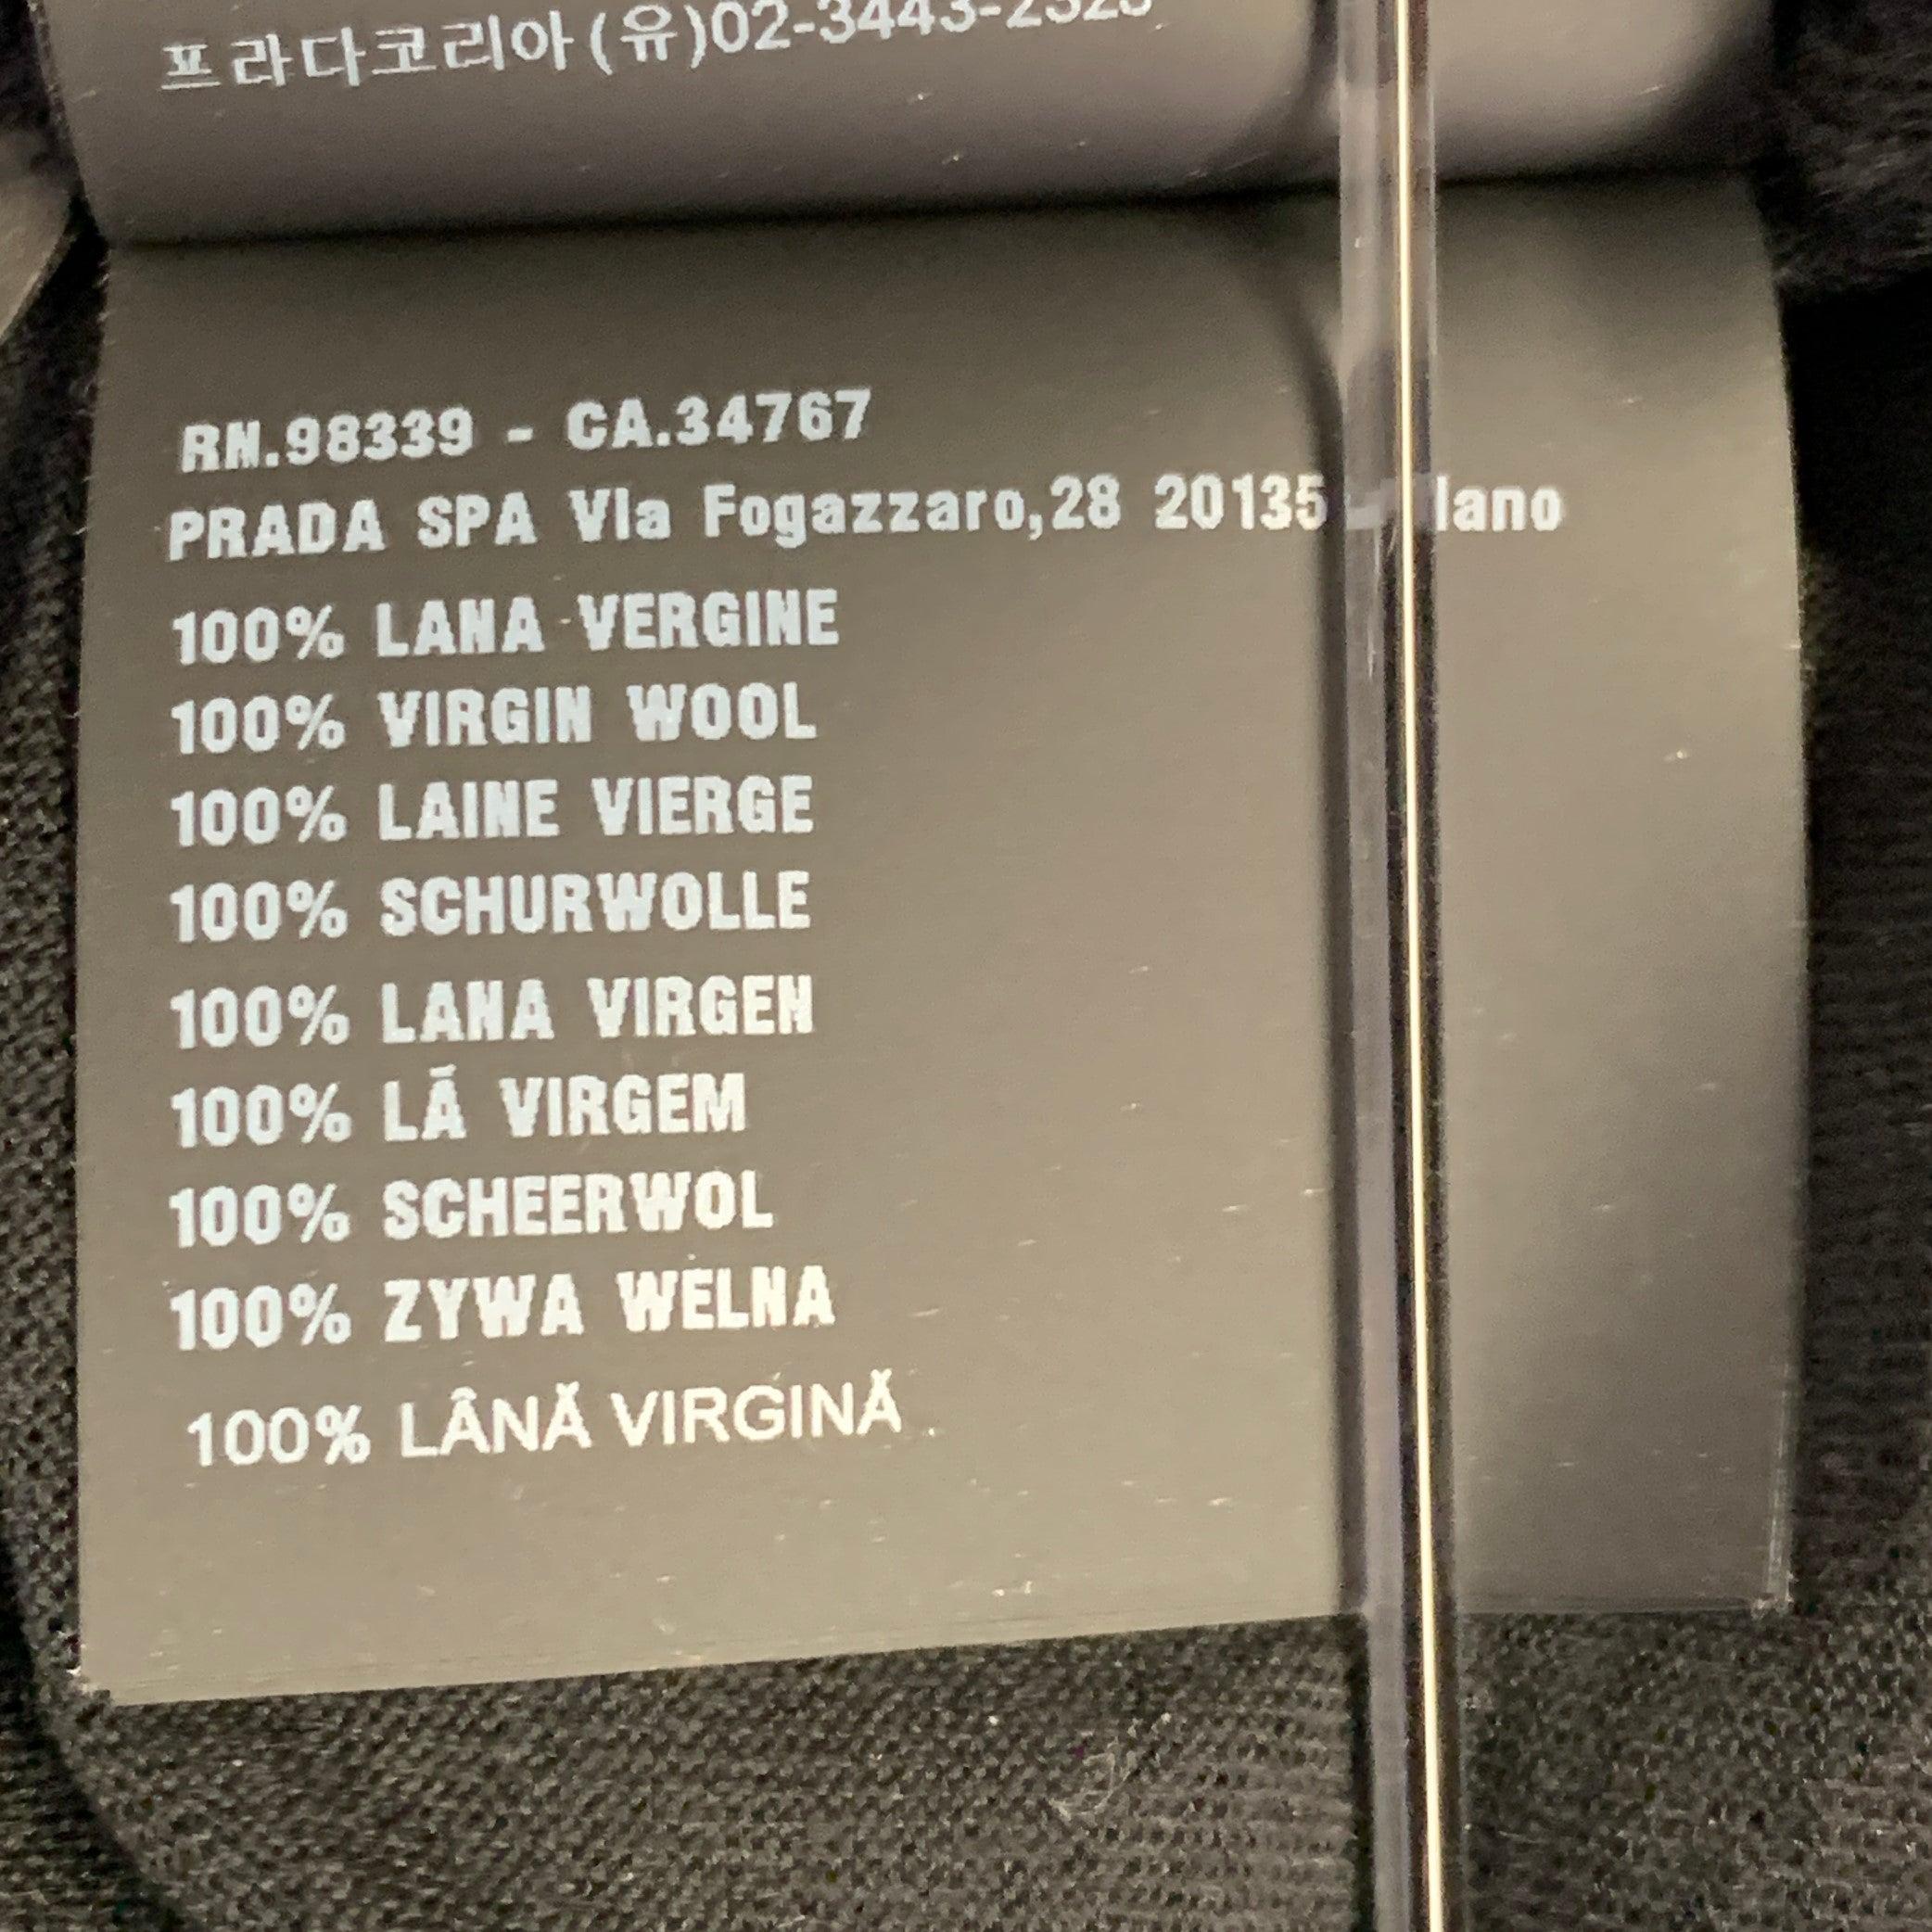 프라다코리아(유)02-3443-2323
RN.98339 - CA.34767
PRADA SPA VIa Fogazzaro,28 20135
100% LANA VERGINE
100% VIRGIN WOOL
100% LAINE VIERGE
100% SCHURWOLLE
100% LANA VIRGEN
100% LÃ VIRGEM
100% SCHEERWOL
100% ZYWA WELNA
100% LÂNĂ VIRGINĂ